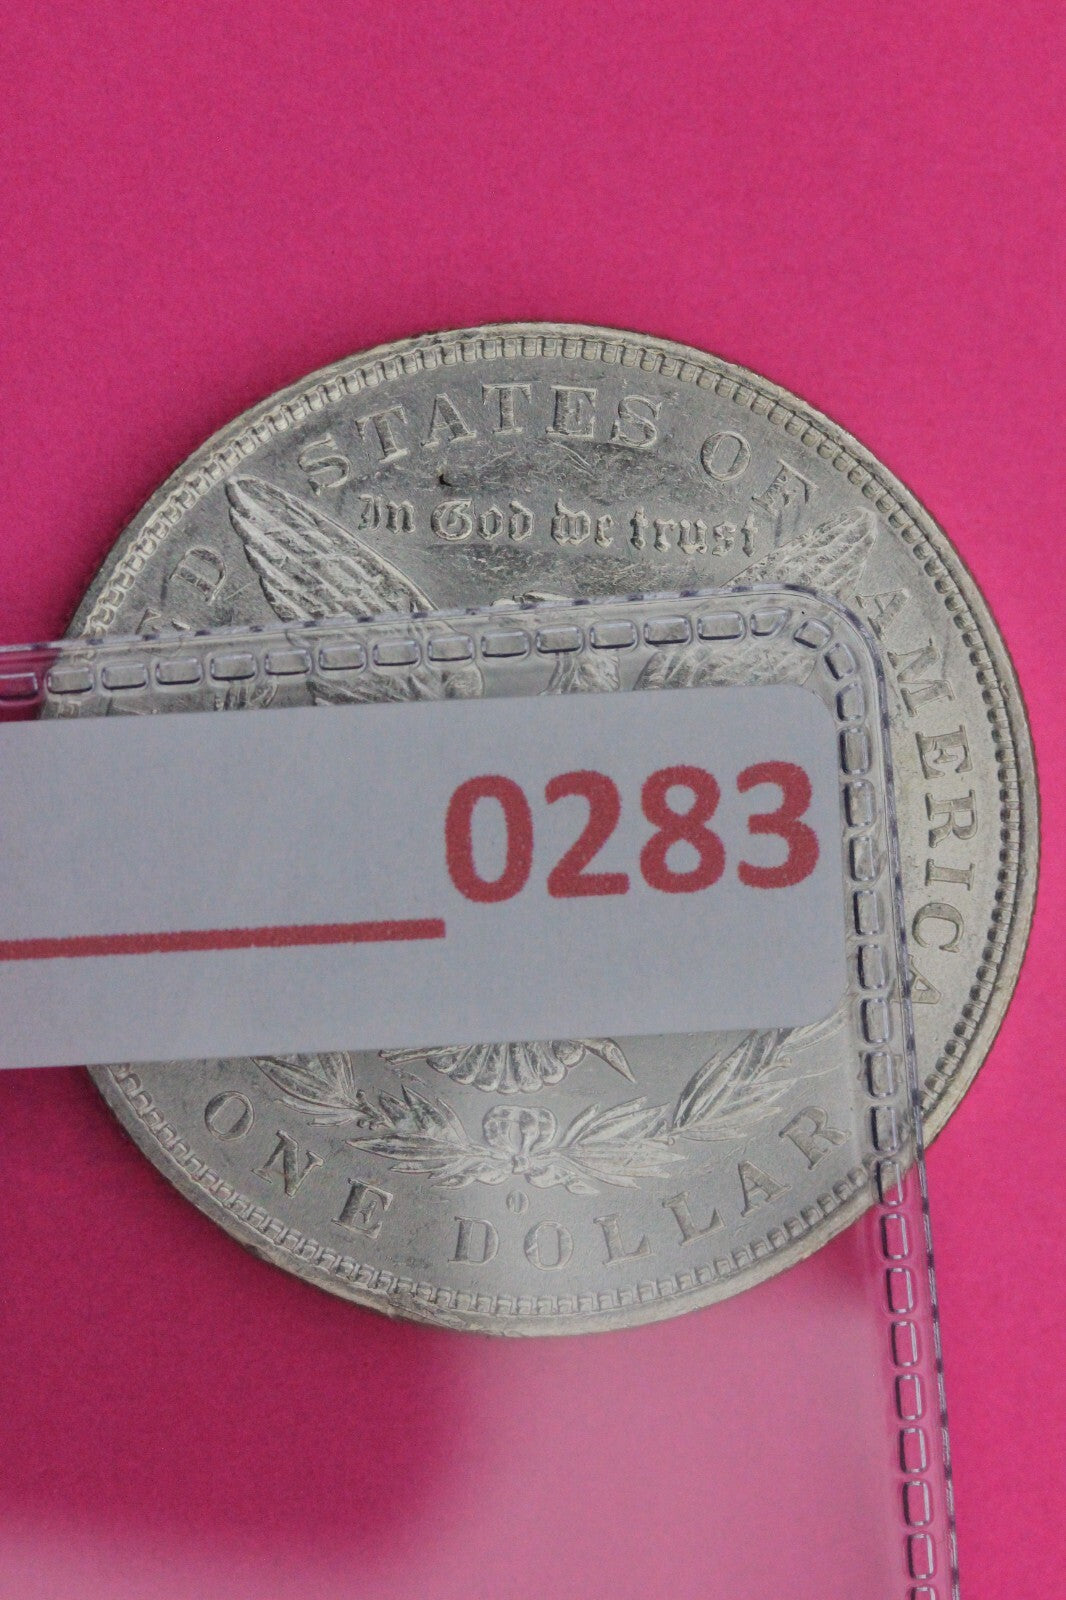 STATES OF AMERICA
In God we trust
0283
ONE DOLLAR
O